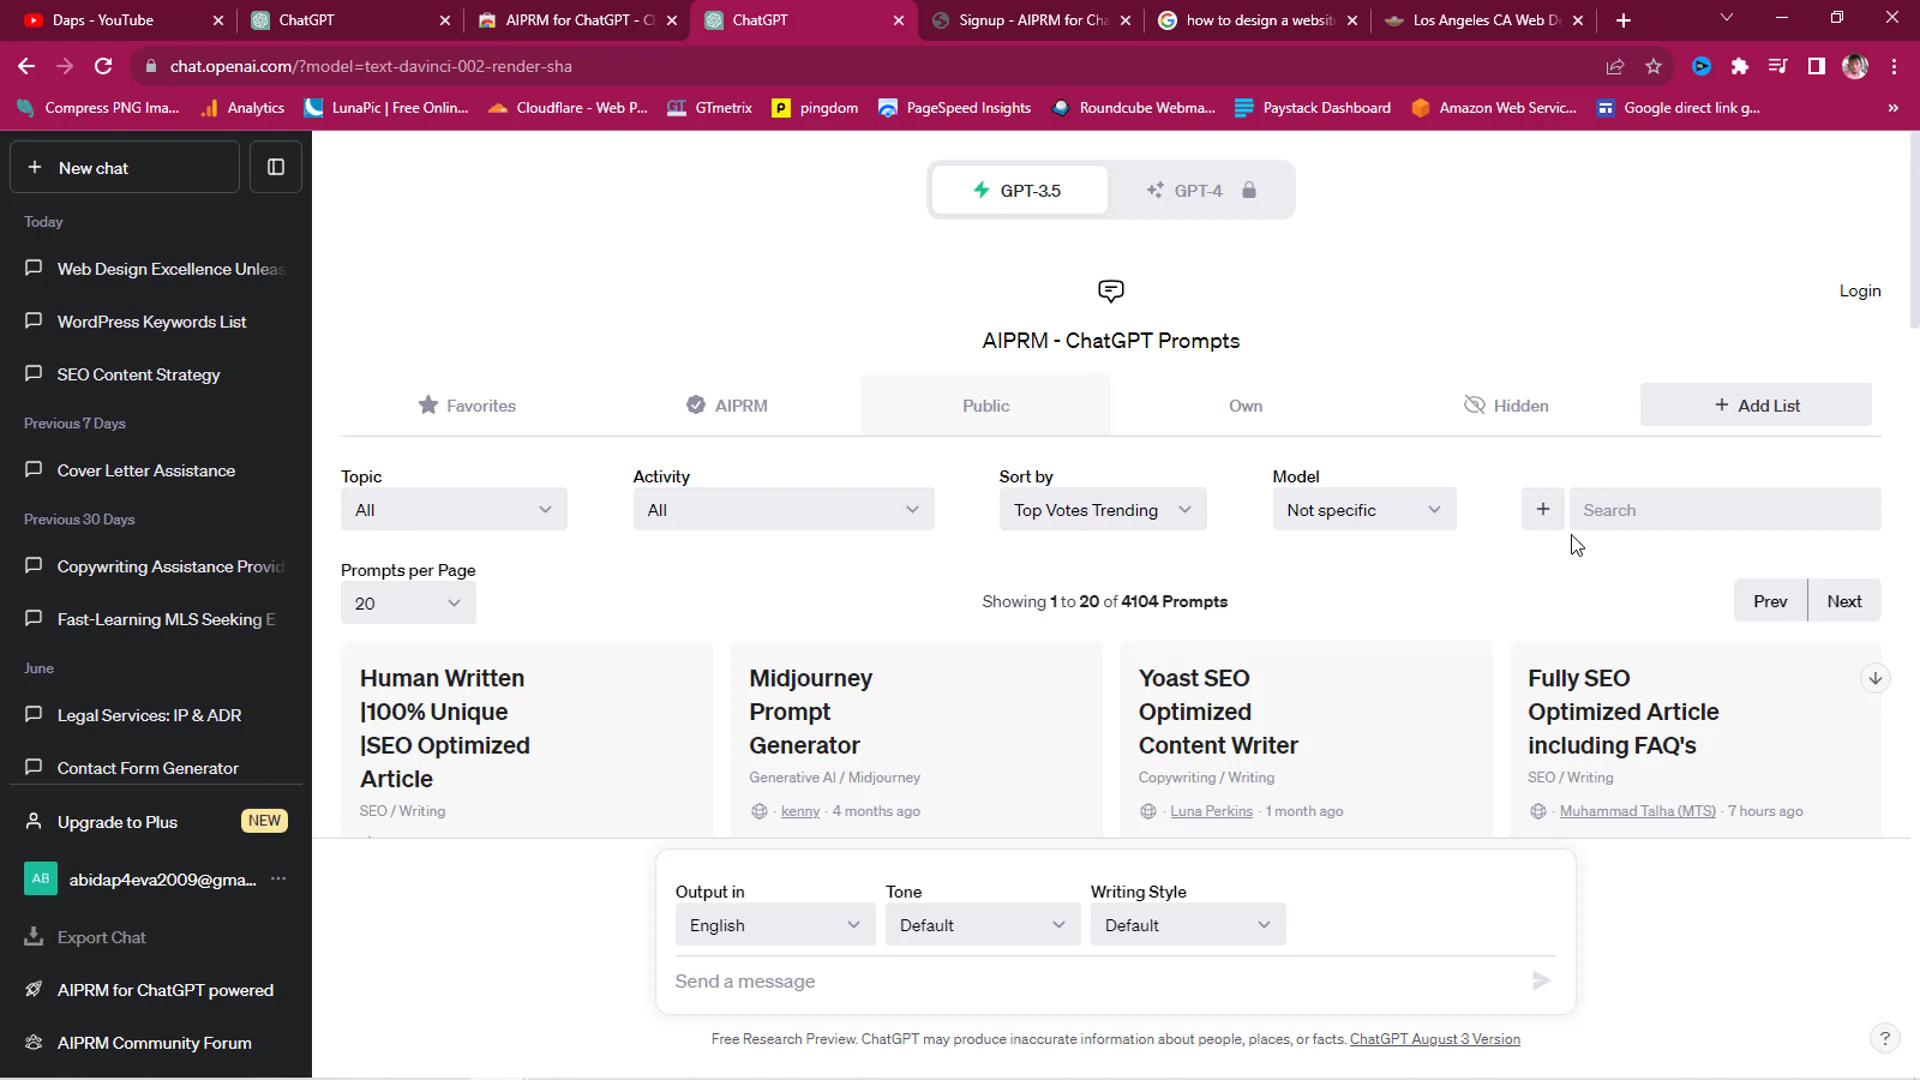 Daps - YouTube
ChatGPT
AIPRM for ChatGPT - C
ChatGPT
Signup - AIPRM for Cha
how to design a websit
Los Angeles CA Web D
chat.openai.com/?model=text-davinci-002-render-sha
Compress PNG Ima...
Analytics
LunaPic | Free Onlin...
Cloudflare - Web P...
GT
GTmetrix
pingdom
PageSpeed Insights
Roundcube Webma...
Paystack Dashboard
Amazon Web Servic...
Google direct link g...
New chat
Today
Web Design Excellence Unleas
WordPress Keywords List
SEO Content Strategy
Previous 7 Days
Cover Letter Assistance
Previous 30 Days
Copywriting Assistance Provid
Fast-Learning MLS Seeking E
June
Legal Services: IP & ADR
Contact Form Generator
Upgrade to Plus
NEW
AB
abidap4eva2009@gma...
Export Chat
AIPRM for ChatGPT powered
AIPRM Community Forum
GPT-3.5
GPT-4
Login
AIPRM - ChatGPT Prompts
Favorites
AIPRM
Public
Own
Hidden
+ Add List
Topic
All
Activity
All
Sort by
Top Votes Trending
Model
Not specific
+
Search
Prompts per Page
20
Showing 1 to 20 of 4104 Prompts
Prev
Next
Human Written
|100% Unique
|SEO Optimized
Article
SEO / Writing
Midjourney
Prompt
Generator
Generative AI / Midjourney
· kenny · 4 months ago
Yoast SEO
Optimized
Content Writer
Copywriting / Writing
· Luna Perkins · 1 month ago
Fully SEO
Optimized Article
including FAQ's
SEO / Writing
· Muhammad Talha (MTS) · 7 hours ago
Output in
English
Tone
Default
Writing Style
Default
Send a message
Free Research Preview. ChatGPT may produce inaccurate information about people, places, or facts. ChatGPT August 3 Version
?